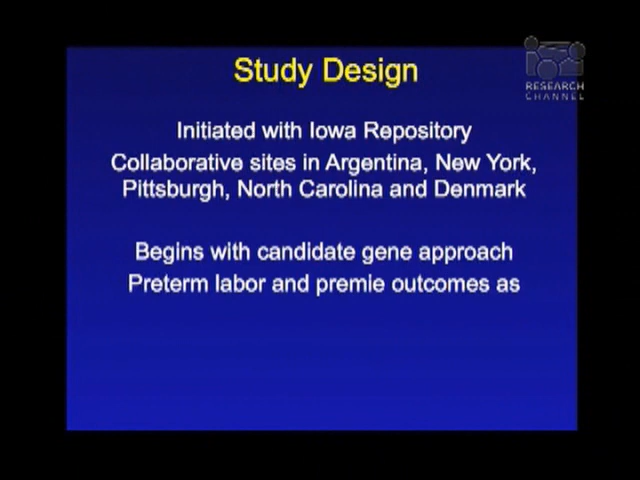 Study Design
RESEARCH
CHANNEL
Initiated with Iowa Repository
Collaborative sites in Argentina, New York,
Pittsburgh, North Carolina and Denmark
Begins with candidate gene approach
Preterm labor and premie outcomes as